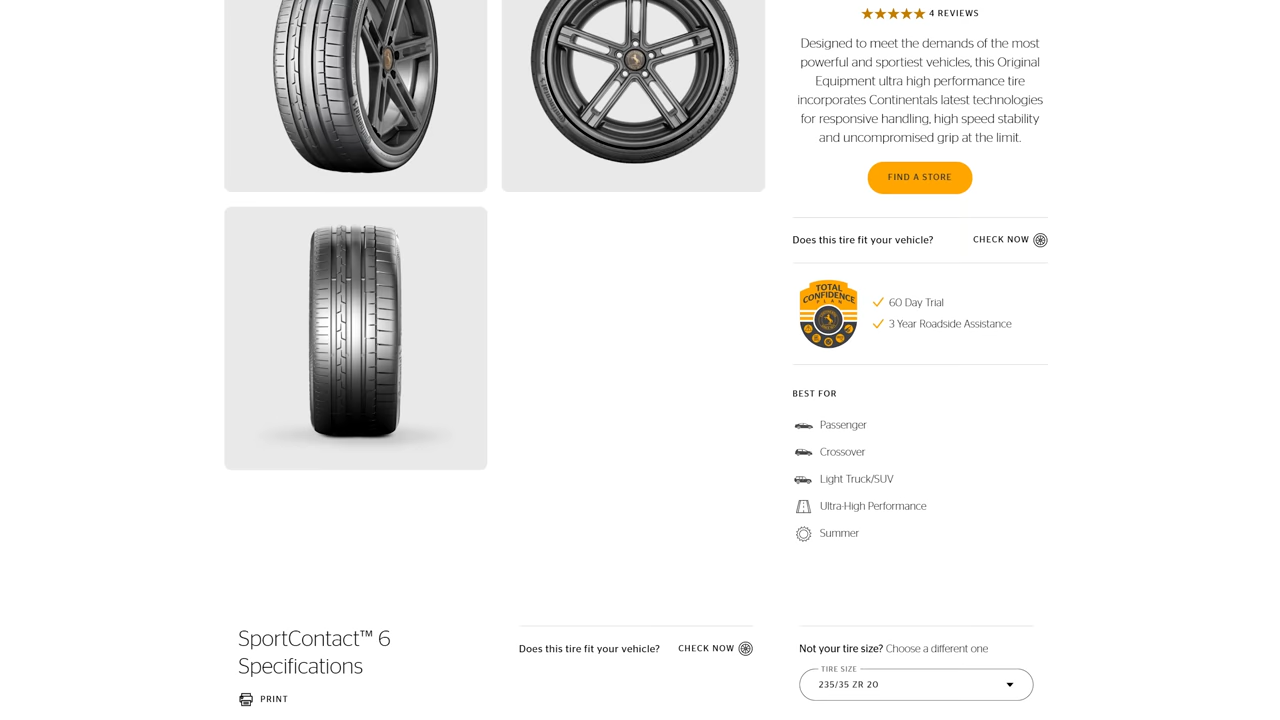 4 REVIEWS
Designed to meet the demands of the most
powerful and sportiest vehicles, this Original
Equipment ultra high performance tire
incorporates Continentals latest technologies
for responsive handling, high speed stability
and uncompromised grip at the limit.
FIND A STORE
Does this tire fit your vehicle?
CHECK NOW
TOTAL
CONFIDENCE
PLAN
60 Day Trial
3 Year Roadside Assistance
BEST FOR
Passenger
Crossover
Light Truck/SUV
Ultra-High Performance
Summer
SportContact™ 6
Specifications
PRINT
Does this tire fit your vehicle?
CHECK NOW
Not your tire size? Choose a different one
TIRE SIZE
235/35 ZR 20